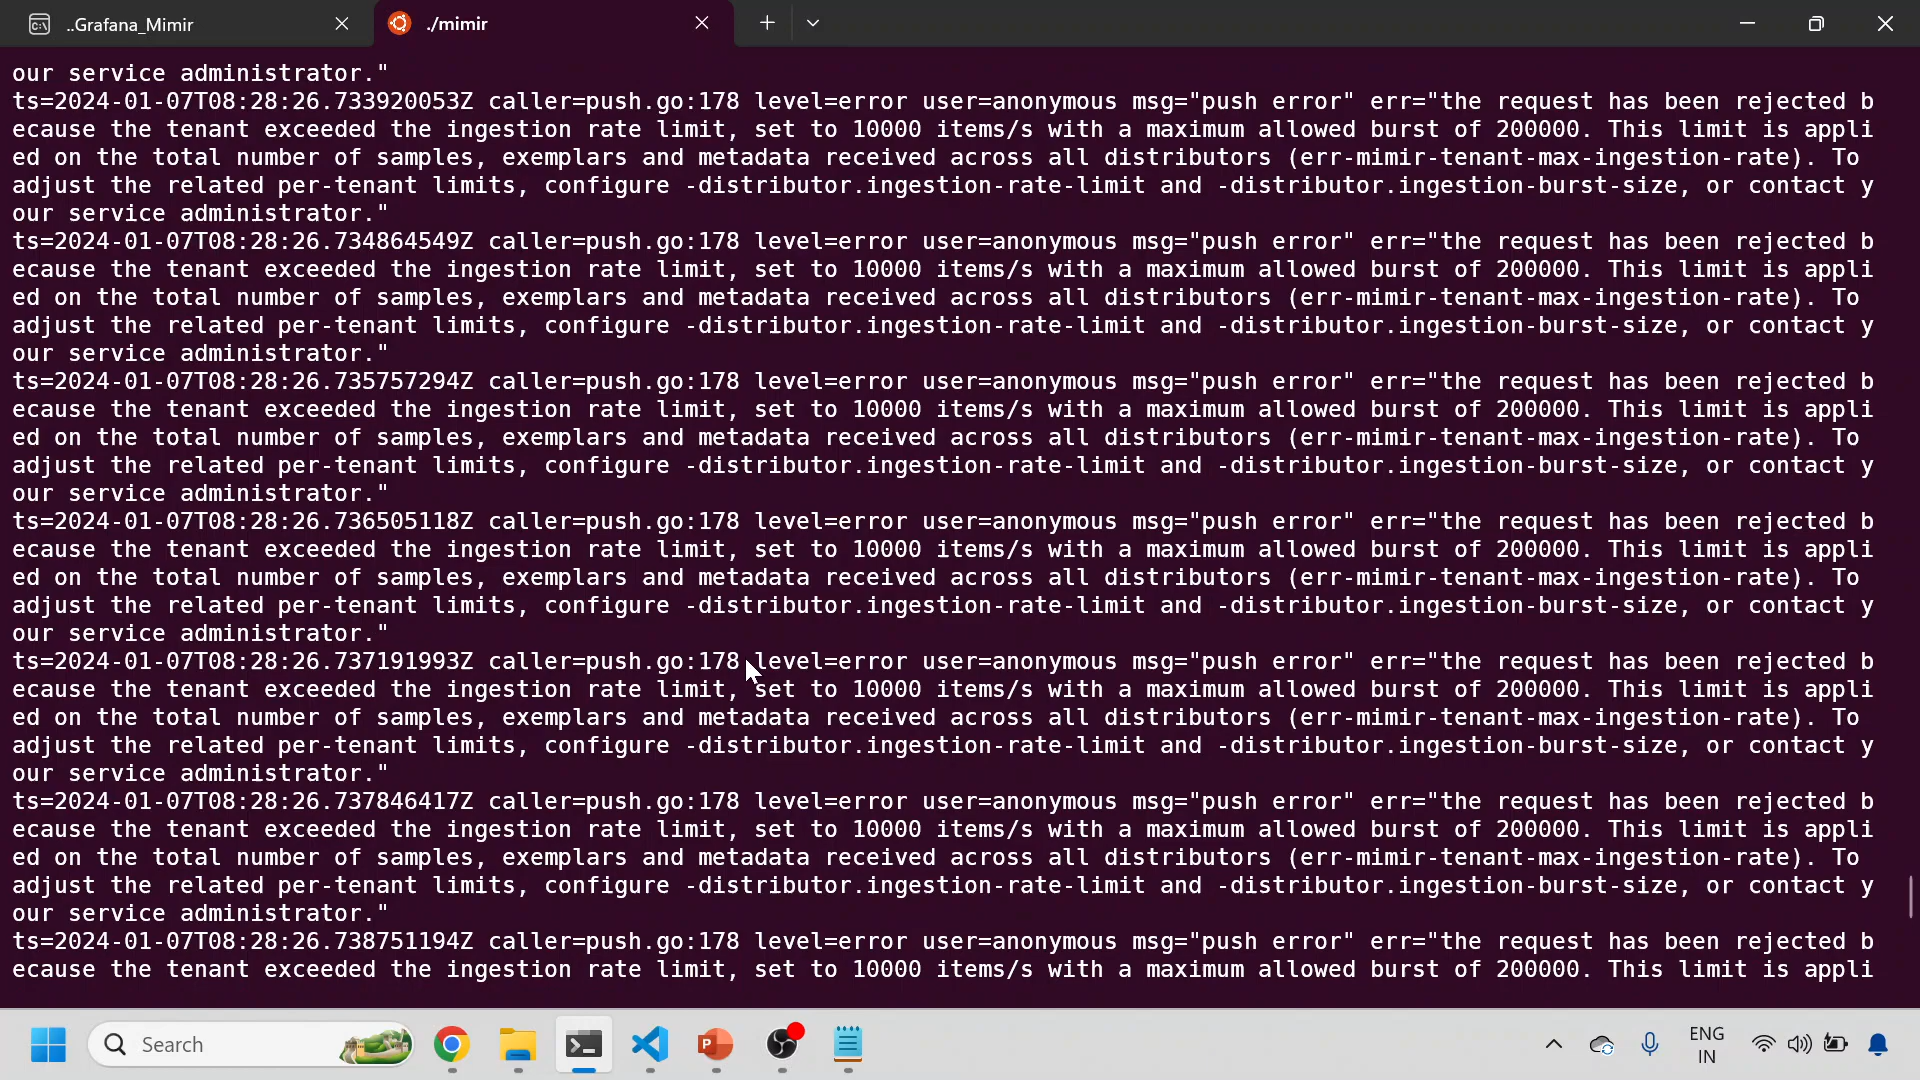 ..Grafana_Mimir
./mimir
our service administrator."
ts=2024-01-07T08:28:26.733920053Z caller=push.go:178 level=error user=anonymous msg="push error" err="the request has been rejected b
ecause the tenant exceeded the ingestion rate limit, set to 10000 items/s with a maximum allowed burst of 200000. This limit is appli
ed on the total number of samples, exemplars and metadata received across all distributors (err-mimir-tenant-max-ingestion-rate). To
adjust the related per-tenant limits, configure -distributor.ingestion-rate-limit and -distributor.ingestion-burst-size, or contact y
our service administrator."
ts=2024-01-07T08:28:26.734864549Z caller=push.go:178 level=error user=anonymous msg="push error" err="the request has been rejected b
ecause the tenant exceeded the ingestion rate limit, set to 10000 items/s with a maximum allowed burst of 200000. This limit is appli
ed on the total number of samples, exemplars and metadata received across all distributors (err-mimir-tenant-max-ingestion-rate). To
adjust the related per-tenant limits, configure -distributor.ingestion-rate-limit and -distributor.ingestion-burst-size, or contact y
our service administrator."
ts=2024-01-07T08:28:26.735757294Z caller=push.go:178 level=error user=anonymous msg="push error" err="the request has been rejected b
ecause the tenant exceeded the ingestion rate limit, set to 10000 items/s with a maximum allowed burst of 200000. This limit is appli
ed on the total number of samples, exemplars and metadata received across all distributors (err-mimir-tenant-max-ingestion-rate). To
adjust the related per-tenant limits, configure -distributor.ingestion-rate-limit and -distributor.ingestion-burst-size, or contact y
our service administrator."
ts=2024-01-07T08:28:26.736505118Z caller=push.go:178 level=error user=anonymous msg="push error" err="the request has been rejected b
ecause the tenant exceeded the ingestion rate limit, set to 10000 items/s with a maximum allowed burst of 200000. This limit is appli
ed on the total number of samples, exemplars and metadata received across all distributors (err-mimir-tenant-max-ingestion-rate). To
adjust the related per-tenant limits, configure -distributor.ingestion-rate-limit and -distributor.ingestion-burst-size, or contact y
our service administrator."
ts=2024-01-07T08:28:26.737191993Z caller=push.go:178 level=error user=anonymous msg="push error" err="the request has been rejected b
ecause the tenant exceeded the ingestion rate limit, set to 10000 items/s with a maximum allowed burst of 200000. This limit is appli
ed on the total number of samples, exemplars and metadata received across all distributors (err-mimir-tenant-max-ingestion-rate). To
adjust the related per-tenant limits, configure -distributor.ingestion-rate-limit and -distributor.ingestion-burst-size, or contact y
our service administrator."
ts=2024-01-07T08:28:26.737846417Z caller=push.go:178 level=error user=anonymous msg="push error" err="the request has been rejected b
ecause the tenant exceeded the ingestion rate limit, set to 10000 items/s with a maximum allowed burst of 200000. This limit is appli
ed on the total number of samples, exemplars and metadata received across all distributors (err-mimir-tenant-max-ingestion-rate). To
adjust the related per-tenant limits, configure -distributor.ingestion-rate-limit and -distributor.ingestion-burst-size, or contact y
our service administrator."
ts=2024-01-07T08:28:26.738751194Z caller=push.go:178 level=error user=anonymous msg="push error" err="the request has been rejected b
ecause the tenant exceeded the ingestion rate limit, set to 10000 items/s with a maximum allowed burst of 200000. This limit is appli
Search
ENG
IN